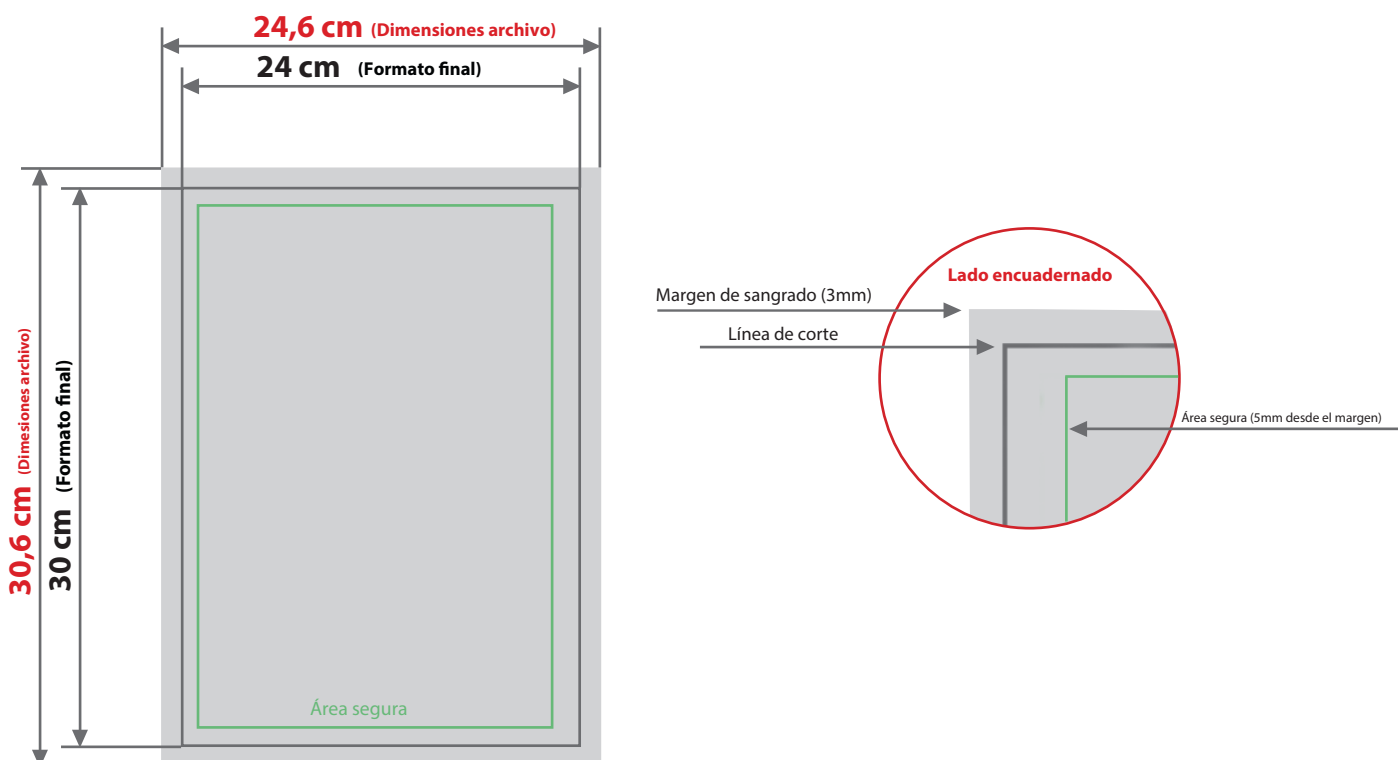 24,6 cm (Dimensiones archivo)
24 cm (Formato final)
30,6 cm (Dimesiones archivo)
30 cm (Formato final)
Área segura
Lado encuadernado
Margen de sangrado (3mm)
Línea de corte
Área segura (5mm desde el margen)